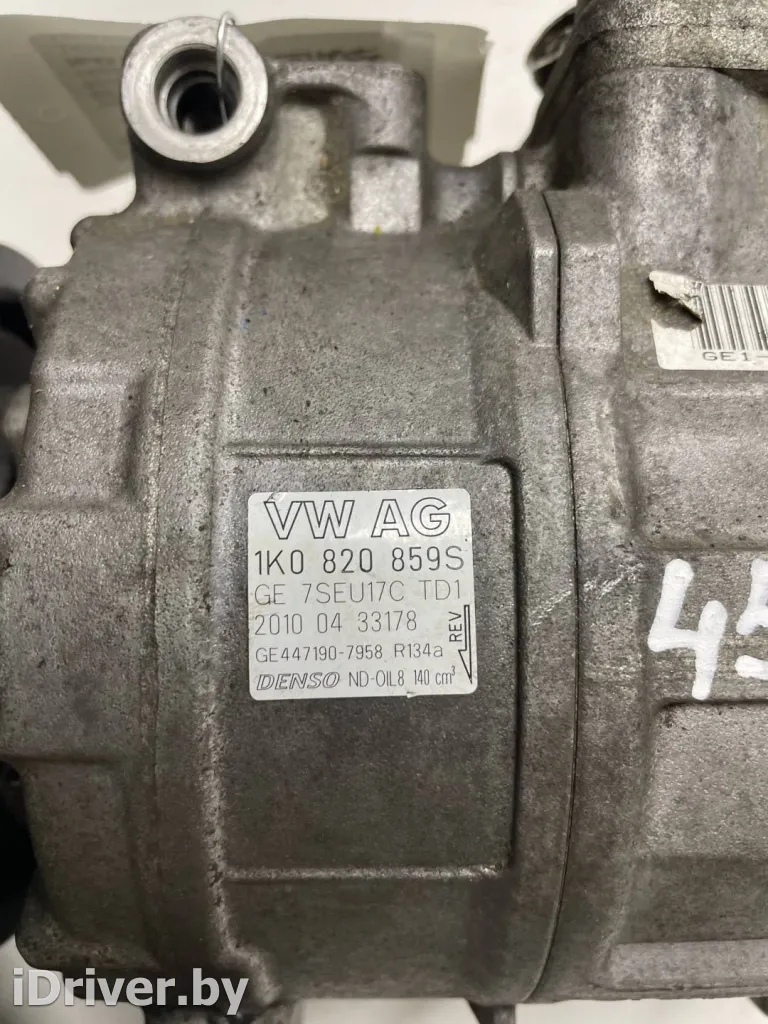 GE1-
VW AG
1K0 820 859S
GE 7SEU17C TD1
2010 04 33178
REV
GE447190-7958 R134a
DENSO ND-OIL8 140 cm³
45
iDriver.by